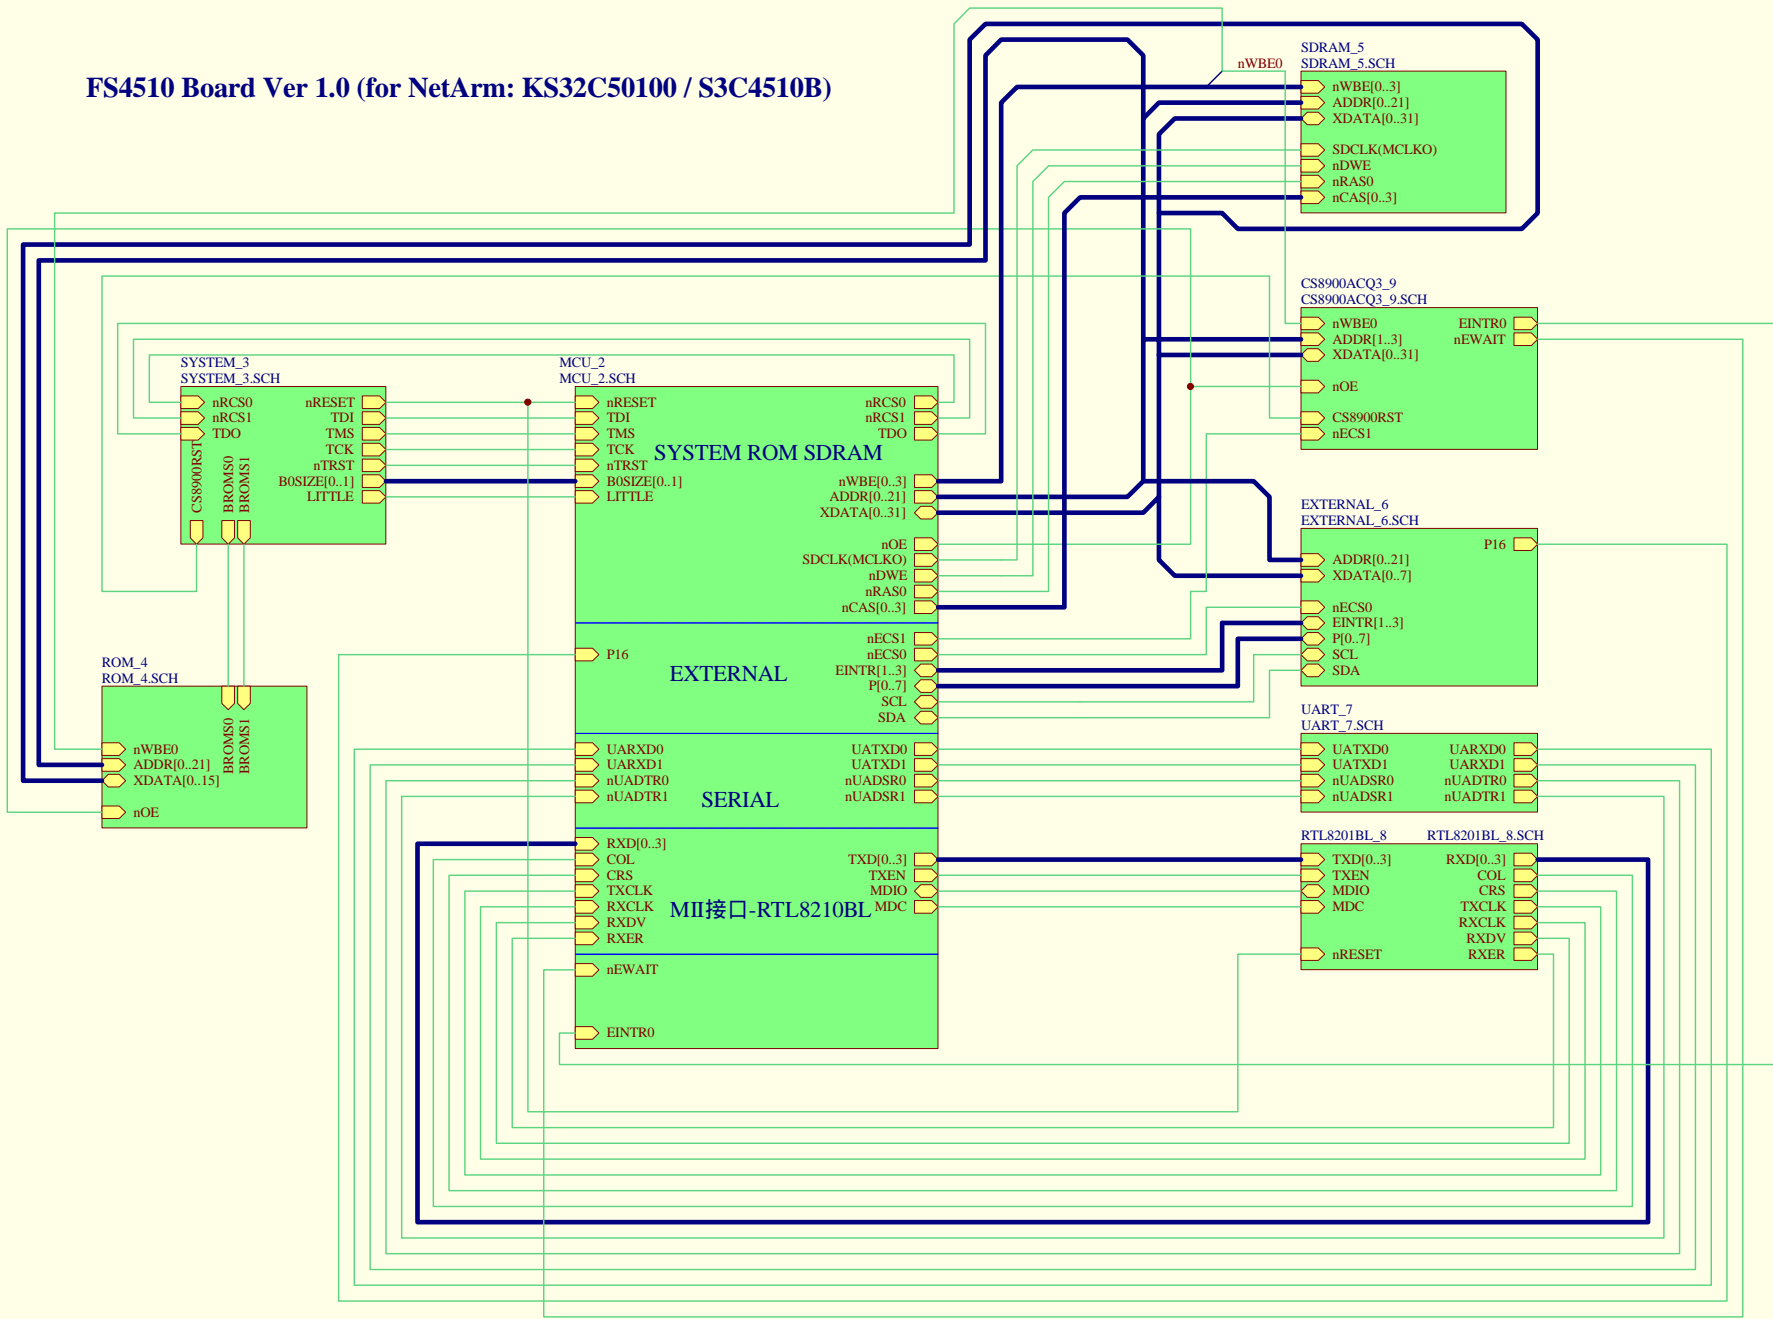 FS4510 Board Ver 1.0 (for NetArm: KS32C50100 / S3C4510B)
nWBE0
SDRAM_5
SDRAM_5.SCH
nWBE[0..3]
ADDR[0..21]
XDATA[0..31]
SDCLK(MCLKO)
nDWE
nRAS0
nCAS[0..3]
CS8900ACQ3_9
CS8900ACQ3_9.SCH
nWBE0
ADDR[1..3]
XDATA[0..31]
nOE
CS8900RST
nECS1
EINTR0
nEWAIT
SYSTEM_3
SYSTEM_3.SCH
nRCS0
nRCS1
TDO
CS8900RST
BROMS0
BROMS1
nRESET
TDI
TMS
TCK
nTRST
B0SIZE[0..1]
LITTLE
MCU_2
MCU_2.SCH
nRESET
TDI
TMS
TCK
nTRST
B0SIZE[0..1]
LITTLE
SYSTEM ROM SDRAM
nRCS0
nRCS1
TDO
nWBE[0..3]
ADDR[0..21]
XDATA[0..31]
nOE
SDCLK(MCLKO)
nDWE
nRAS0
nCAS[0..3]
P16
EXTERNAL
nECS1
nECS0
EINTR[1..3]
P[0..7]
SCL
SDA
UARXD0
UARXD1
nUADTR0
nUADTR1
SERIAL
UATXD0
UATXD1
nUADSR0
nUADSR1
RXD[0..3]
COL
CRS
TXCLK
RXCLK
RXDV
RXER
MII接口-RTL8210BL
TXD[0..3]
TXEN
MDIO
MDC
nEWAIT
EINTR0
EXTERNAL_6
EXTERNAL_6.SCH
P16
ADDR[0..21]
XDATA[0..7]
nECS0
EINTR[1..3]
P[0..7]
SCL
SDA
ROM_4
ROM_4.SCH
BROMS0
BROMS1
nWBE0
ADDR[0..21]
XDATA[0..15]
nOE
UART_7
UART_7.SCH
UATXD0
UATXD1
nUADSR0
nUADSR1
UARXD0
UARXD1
nUADTR0
nUADTR1
RTL8201BL_8
RTL8201BL_8.SCH
TXD[0..3]
TXEN
MDIO
MDC
nRESET
RXD[0..3]
COL
CRS
TXCLK
RXCLK
RXDV
RXER